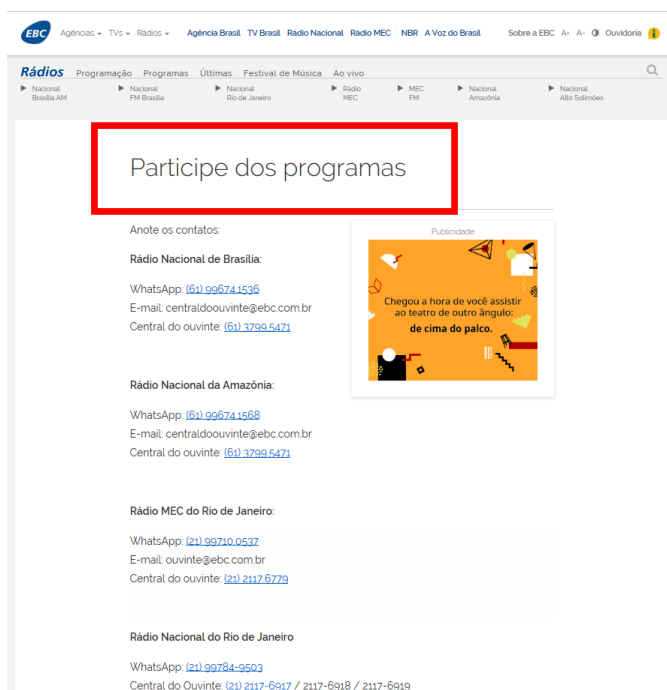 EBC Agências TVs Rádios Agência Brasil TV Brasil Rádio Nacional Rádio MEC NBR A Voz do Brasil Sobre a EBC A+ A- Ouvidoria i
Rádios Programação Programas Últimas Festival de Música Ao vivo
Nacional Brasília AM
Nacional FM Brasília
Nacional Rio de Janeiro
Rádio MEC
MEC FM
Nacional Amazônia
Nacional Alto Solimões
Participe dos programas
Anote os contatos:
Rádio Nacional de Brasília:
WhatsApp: (61) 99674.1536
E-mail: centraldoouvinte@ebc.com.br
Central do ouvinte: (61) 3799.5471
Publicidade
Chegou a hora de você assistir
ao teatro de outro ângulo:
de cima do palco.
Rádio Nacional da Amazônia:
WhatsApp: (61) 99674.1568
E-mail: centraldoouvinte@ebc.com.br
Central do ouvinte: (61) 3799.5471
Rádio MEC do Rio de Janeiro:
WhatsApp: (21) 99710.0537
E-mail: ouvinte@ebc.com.br
Central do ouvinte: (21) 2117.6779
Rádio Nacional do Rio de Janeiro
WhatsApp: (21) 99784-9503
Central do Ouvinte: (21) 2117-6917 / 2117-6918 / 2117-6919